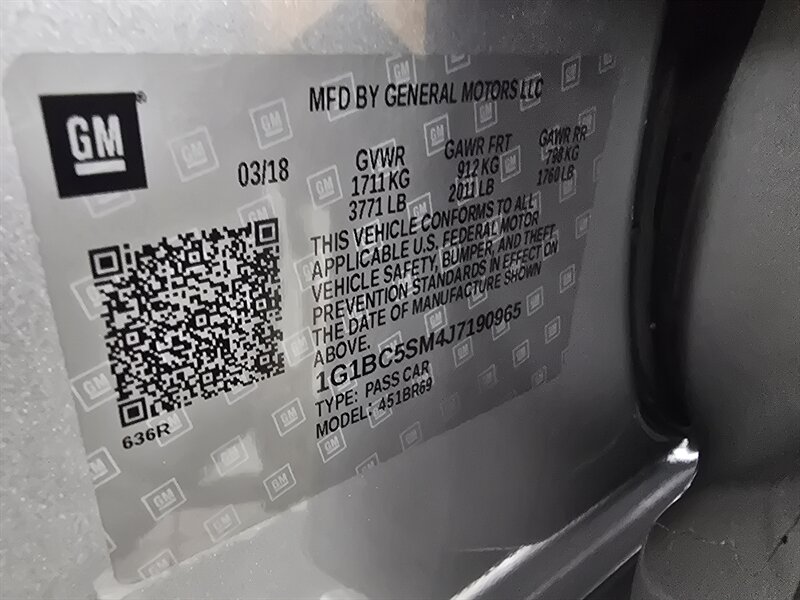 GM
MFD BY GENERAL MOTORS LLC
03/18
GVWR GAWR FRT GAWR RR
1711 KG 912 KG 798 KG
3771 LB 2011 LB 1760 LB
THIS VEHICLE CONFORMS TO ALL
APPLICABLE U.S. FEDERAL MOTOR
VEHICLE SAFETY, BUMPER, AND THEFT
PREVENTION STANDARDS IN EFFECT ON
THE DATE OF MANUFACTURE SHOWN
ABOVE.
1G1BC5SM4J7190965
TYPE: PASS CAR
MODEL: 451BR69
636R